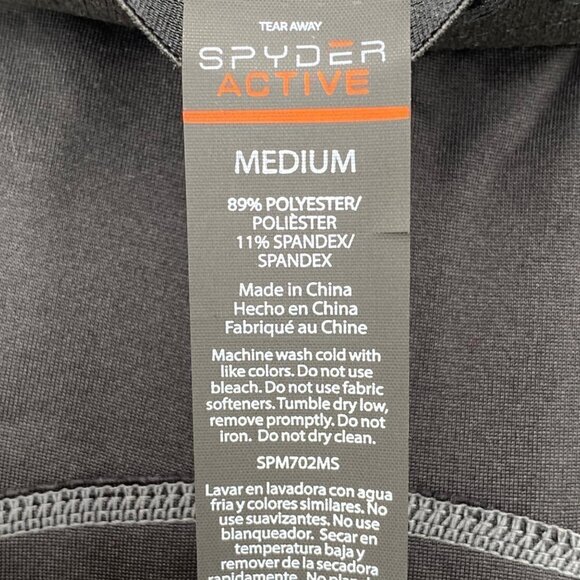 TEAR AWAY
SPYDER
ACTIVE
MEDIUM
89% POLYESTER/
POLIÈSTER
11% SPANDEX/
SPANDEX
Made in China
Hecho en China
Fabriqué au Chine
Machine wash cold with
like colors. Do not use
bleach. Do not use fabric
softeners. Tumble dry low,
remove promptly. Do not
iron. Do not dry clean.
SPM702MS
Lavar en lavadora con agua
fria y colores similares. No
use suavizantes. No use
blanqueador. Secar en
temperatura baja y
remover de la secadora
rapidamente. No